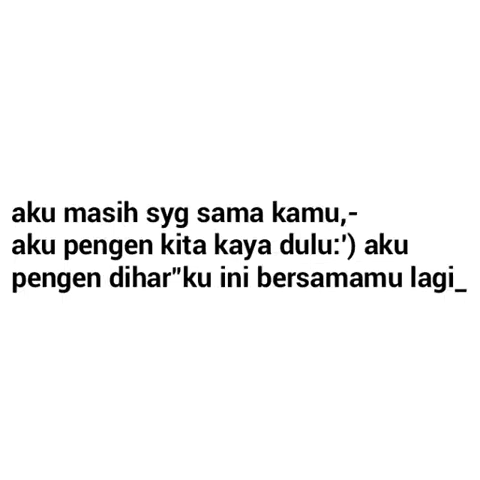 aku masih syg sama kamu,-
aku pengen kita kaya dulu:') aku
pengen dihar"ku ini bersamamu lagi_